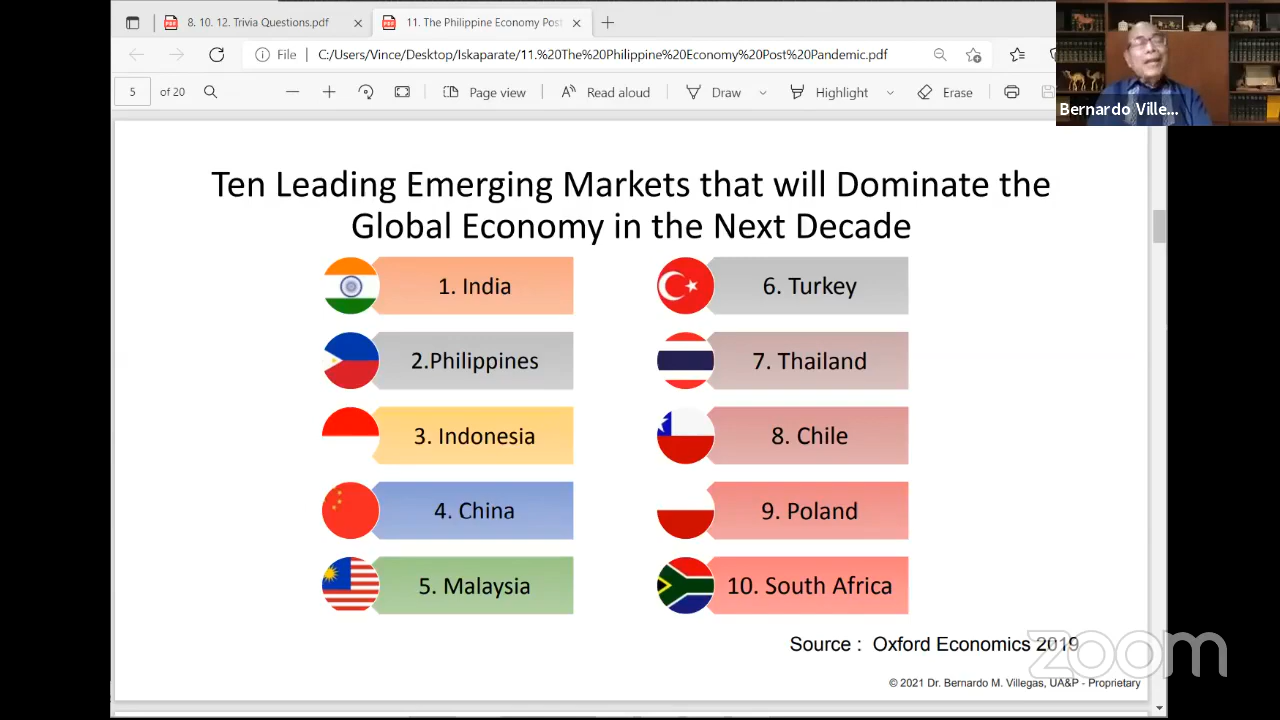 8. 10. 12. Trivia Questions.pdf
11. The Philippine Economy Post
File
C:/Users/Vince/Desktop/Iskaparate/11.%20The%20Philippine%20Economy%20Post%20Pandemic.pdf
5 of 20
Page view
Read aloud
Draw
Highlight
Erase
Bernardo Ville...
Ten Leading Emerging Markets that will Dominate the
Global Economy in the Next Decade
1. India
2.Philippines
3. Indonesia
4. China
5. Malaysia
6. Turkey
7. Thailand
8. Chile
9. Poland
10. South Africa
Source : Oxford Economics 2019
zoom
© 2021 Dr. Bernardo M. Villegas, UA&P - Proprietary